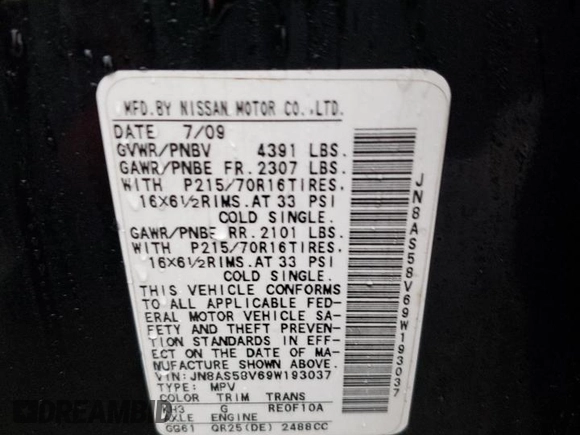 MFD.BY NISSAN MOTOR CO.,LTD.
DATE 7/09
GVWR/PNBV 4391 LBS.
GAWR/PNBE FR. 2307 LBS.
WITH P215/70R16TIRES.
16X6½RIMS.AT 33 PSI
COLD SINGLE.
GAWR/PNBE RR. 2101 LBS.
WITH P215/70R16TIRES.
16X6½RIMS.AT 33 PSI
COLD SINGLE.
THIS VEHICLE CONFORMS
TO ALL APPLICABLE FED-
ERAL MOTOR VEHICLE SA-
FETY AND THEFT PREVENT-
ION STANDARDS IN EFF-
ECT ON THE DATE OF MA-
NUFACTURE SHOWN ABOVE.
VIN:JN8AS58V69W193037
TYPE: MPV
COLOR TRIM TRANS
KH3 G RE0F10A
AXLE ENGINE
GG61 QR25(DE) 2488CC
JN8AS58V69W193037
DREAMBID